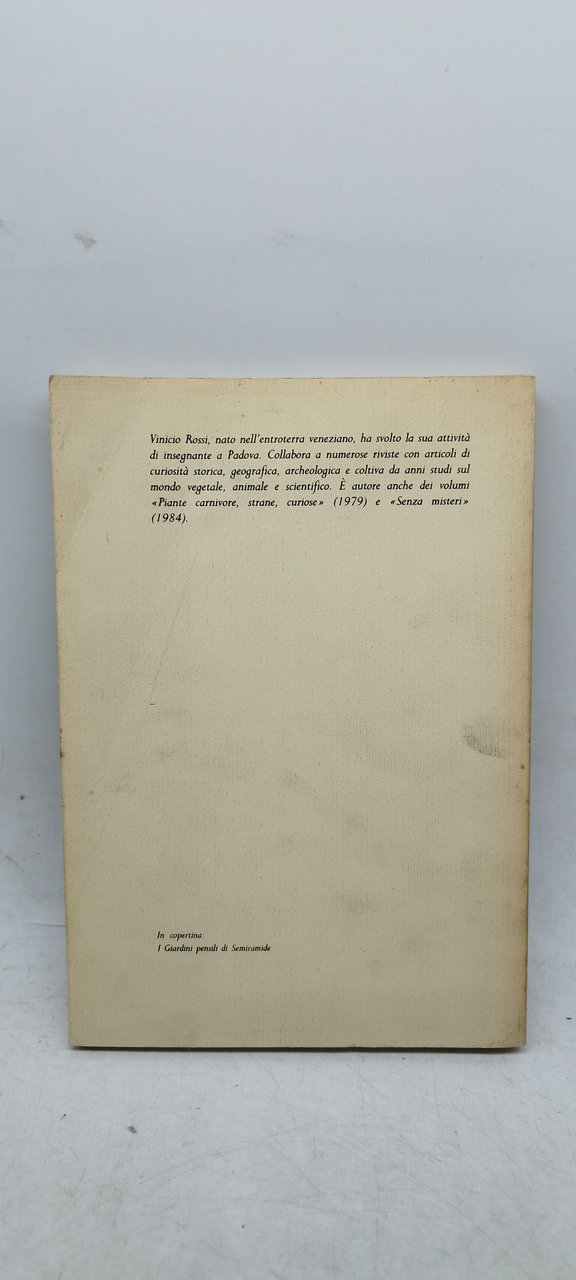 Vinicio Rossi, nato nell'entroterra veneziano, ha svolto la sua attività
di insegnante a Padova. Collabora a numerose riviste con articoli di
curiosità storica, geografica, archeologica e coltiva da anni studi sul
mondo vegetale, animale e scientifico. È autore anche dei volumi
«Piante carnivore, strane, curiose» (1979) e «Senza misteri»
(1984).
In copertina:
I Giardini pensili di Semiramide